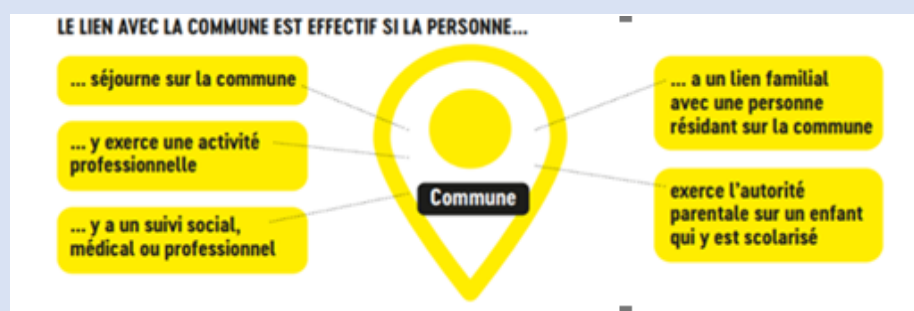 LE LIEN AVEC LA COMMUNE EST EFFECTIF SI LA PERSONNE...
... séjourne sur la commune
... y exerce une activité
professionnelle
... y a un suivi social,
médical ou professionnel
Commune
... a un lien familial
avec une personne
résidant sur la commune
exerce l'autorité
parentale sur un enfant
qui y est scolarisé